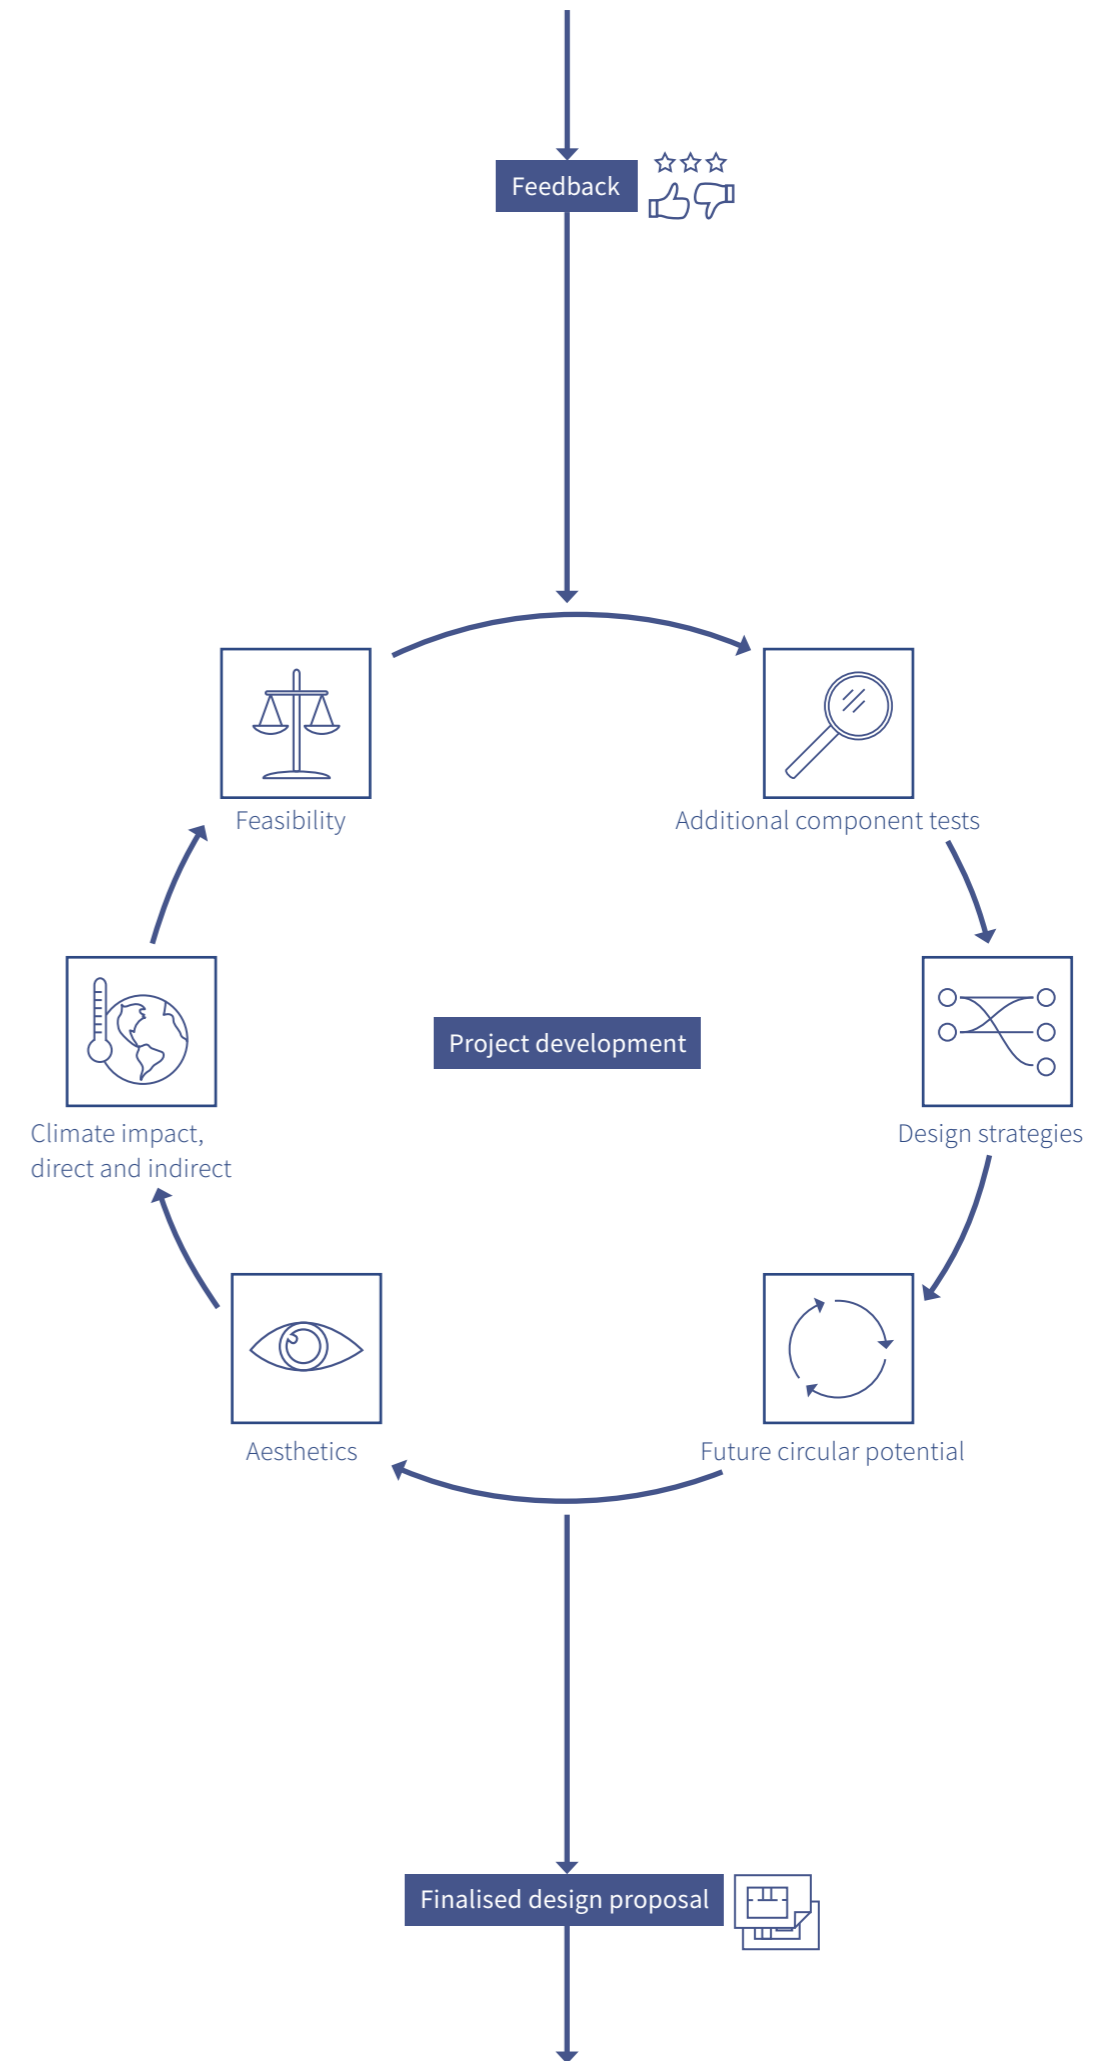 Feedback
Feasibility
Additional component tests
Project development
Climate impact,
direct and indirect
Design strategies
Aesthetics
Future circular potential
Finalised design proposal